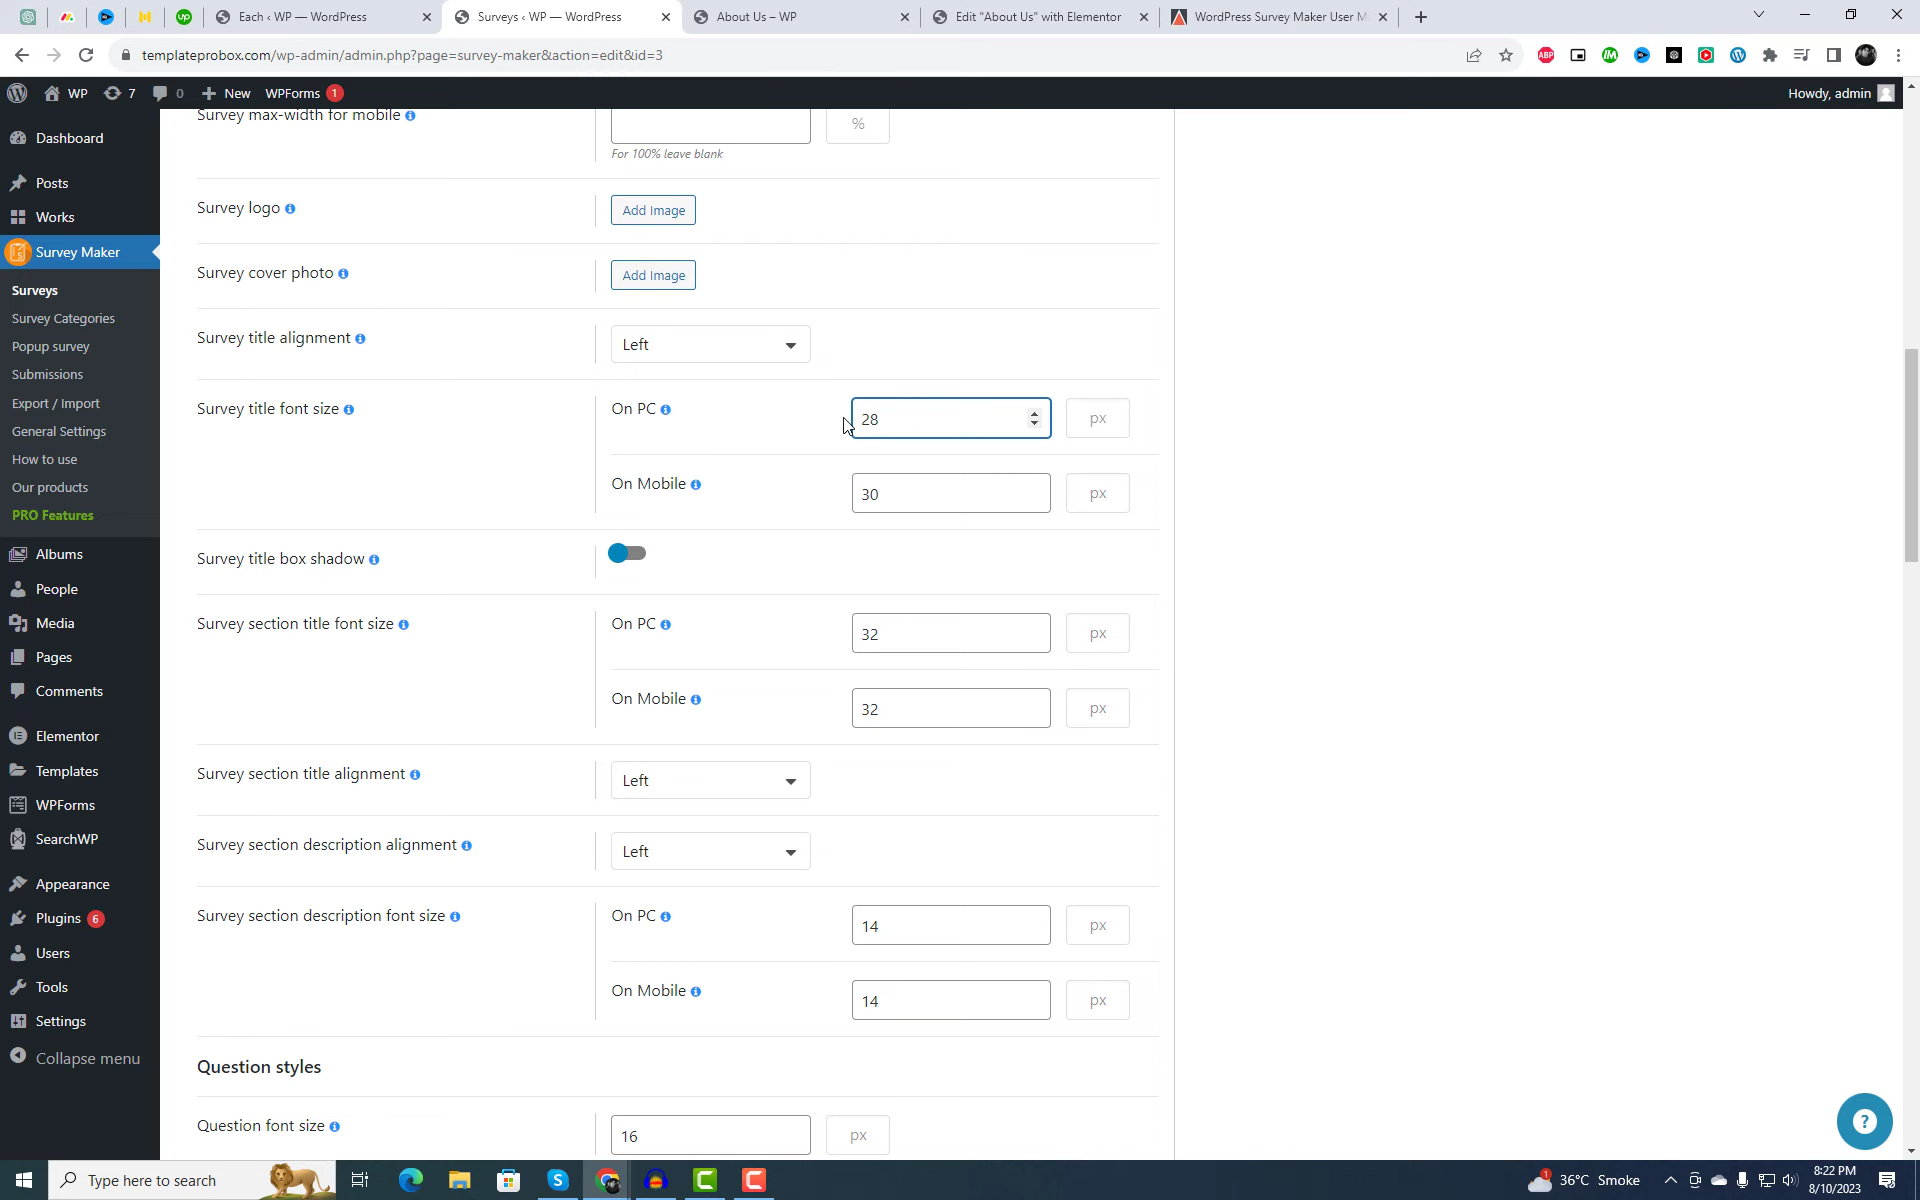 Each ‹ WP — WordPress
Surveys ‹ WP — WordPress
About Us – WP
Edit "About Us" with Elementor
WordPress Survey Maker User M
templateprobox.com/wp-admin/admin.php?page=survey-maker&action=edit&id=3
WP
7
0
New
WPForms 1
Howdy, admin
Dashboard
Posts
Works
Survey Maker
Surveys
Survey Categories
Popup survey
Submissions
Export / Import
General Settings
How to use
Our products
PRO Features
Albums
People
Media
Pages
Comments
Elementor
Templates
WPForms
SearchWP
Appearance
Plugins 6
Users
Tools
Settings
Collapse menu
Survey max-width for mobile
%
For 100% leave blank
Survey logo
Add Image
Survey cover photo
Add Image
Survey title alignment
Left
Survey title font size
On PC
28
px
On Mobile
30
px
Survey title box shadow
Survey section title font size
On PC
32
px
On Mobile
32
px
Survey section title alignment
Left
Survey section description alignment
Left
Survey section description font size
On PC
14
px
On Mobile
14
px
Question styles
Question font size
16
px
?
Type here to search
1
36°C Smoke
8:22 PM
8/10/2023